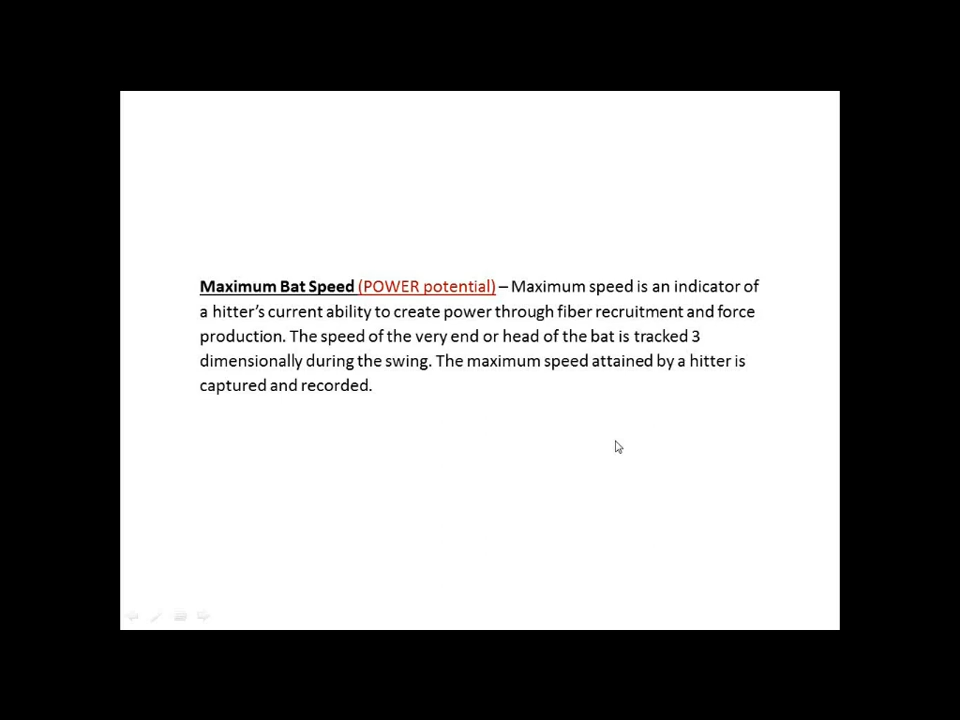 Maximum Bat Speed (POWER potential) – Maximum speed is an indicator of
a hitter’s current ability to create power through fiber recruitment and force
production. The speed of the very end or head of the bat is tracked 3
dimensionally during the swing. The maximum speed attained by a hitter is
captured and recorded.